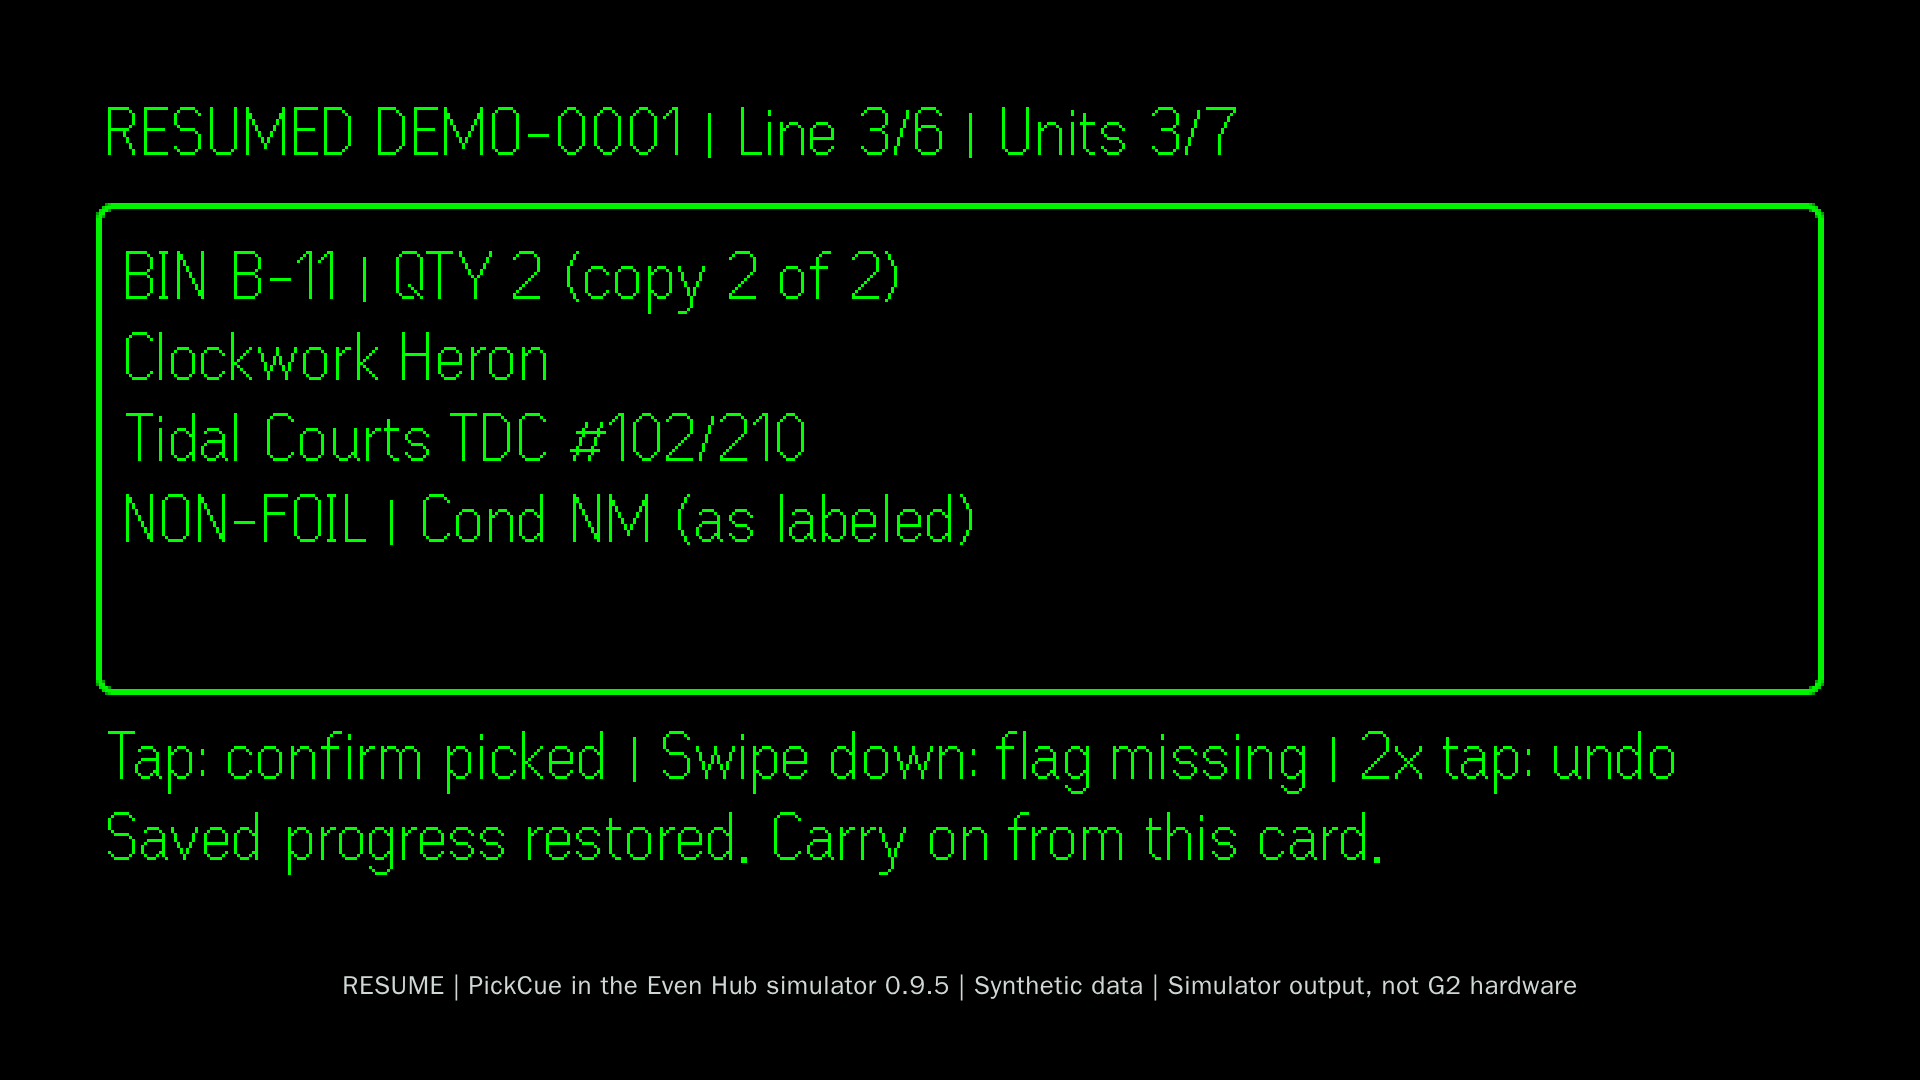 RESUMED DEMO-0001 | Line 3/6 | Units 3/7
BIN B-11 | QTY 2 (copy 2 of 2)
Clockwork Heron
Tidal Courts TDC #102/210
NON-FOIL | Cond NM (as labeled)
Tap: confirm picked | Swipe down: flag missing | 2x tap: undo
Saved progress restored. Carry on from this card.
RESUME | PickCue in the Even Hub simulator 0.9.5 | Synthetic data | Simulator output, not G2 hardware